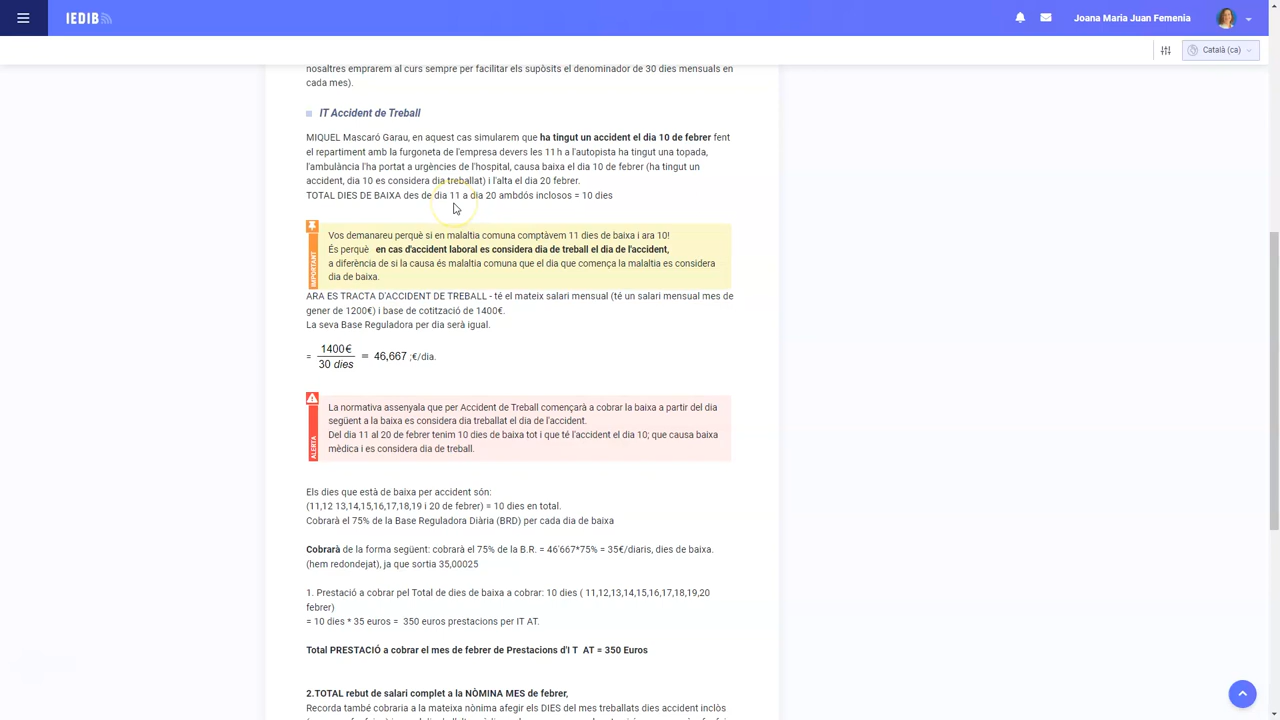 IEDIB
Joana Maria Juan Femenia
Català (ca)
nosaltres emprarem al curs sempre per facilitar els supòsits el denominador de 30 dies mensuals en
cada mes).
IT Accident de Treball
MIQUEL Mascaró Garau, en aquest cas simularem que ha tingut un accident el dia 10 de febrer fent
el repartiment amb la furgoneta de l'empresa devers les 11h a l'autopista ha tingut una topada,
l'ambulància l'ha portat a urgències de l'hospital, causa baixa el dia 10 de febrer (ha tingut un
accident, dia 10 es considera dia treballat) i l'alta el dia 20 febrer.
TOTAL DIES DE BAIXA des de dia 11 a dia 20 ambdós inclosos = 10 dies
IMPORTANT
Vos demanareu perquè si en malaltia comuna comptàvem 11 dies de baixa i ara 10!
És perquè en cas d'accident laboral es considera dia de treball el dia de l'accident,
a diferència de si la causa és malaltia comuna que el dia que comença la malaltia es considera
dia de baixa.
ARA ES TRACTA D'ACCIDENT DE TREBALL - té el mateix salari mensual (té un salari mensual mes de
gener de 1200€) i base de cotització de 1400€.
La seva Base Reguladora per dia serà igual.
= 1400€ / 30 dies = 46,667 ;€/dia.
ALERTA
La normativa assenyala que per Accident de Treball començarà a cobrar la baixa a partir del dia
següent a la baixa es considera dia treballat el dia de l'accident.
Del dia 11 al 20 de febrer tenim 10 dies de baixa tot i que té l'accident el dia 10; que causa baixa
mèdica i es considera dia de treball.
Els dies que està de baixa per accident són:
(11,12 13,14,15,16,17,18,19 i 20 de febrer) = 10 dies en total.
Cobrarà el 75% de la Base Reguladora Diària (BRD) per cada dia de baixa
Cobrarà de la forma següent: cobrarà el 75% de la B.R. = 46'667*75% = 35€/diaris, dies de baixa.
(hem redondejat), ja que sortia 35,00025
1. Prestació a cobrar pel Total de dies de baixa a cobrar: 10 dies ( 11,12,13,14,15,16,17,18,19,20
febrer)
= 10 dies * 35 euros = 350 euros prestacions per IT AT.
Total PRESTACIÓ a cobrar el mes de febrer de Prestacions d'I T AT = 350 Euros
2.TOTAL rebut de salari complet a la NÒMINA MES de febrer,
Recorda també cobraria a la mateixa nònima afegir els DIES del mes treballats dies accident inclòs